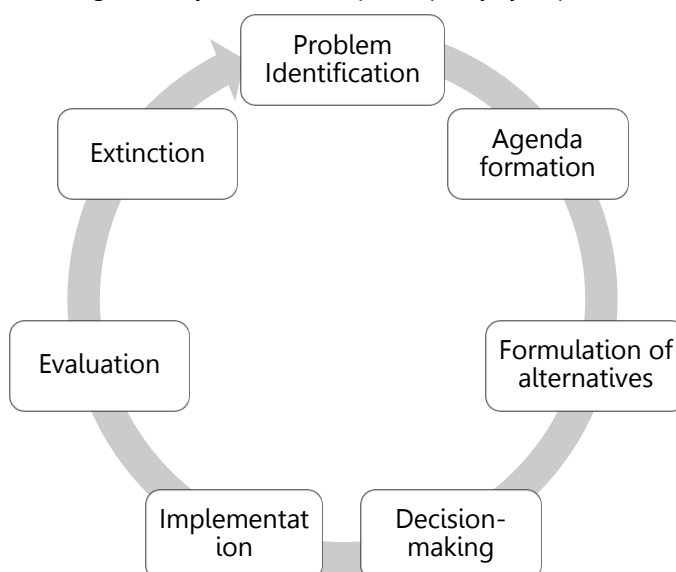 Problem
Identification
Agenda
formation
Formulation of
alternatives
Decision-
making
Implementat
ion
Evaluation
Extinction